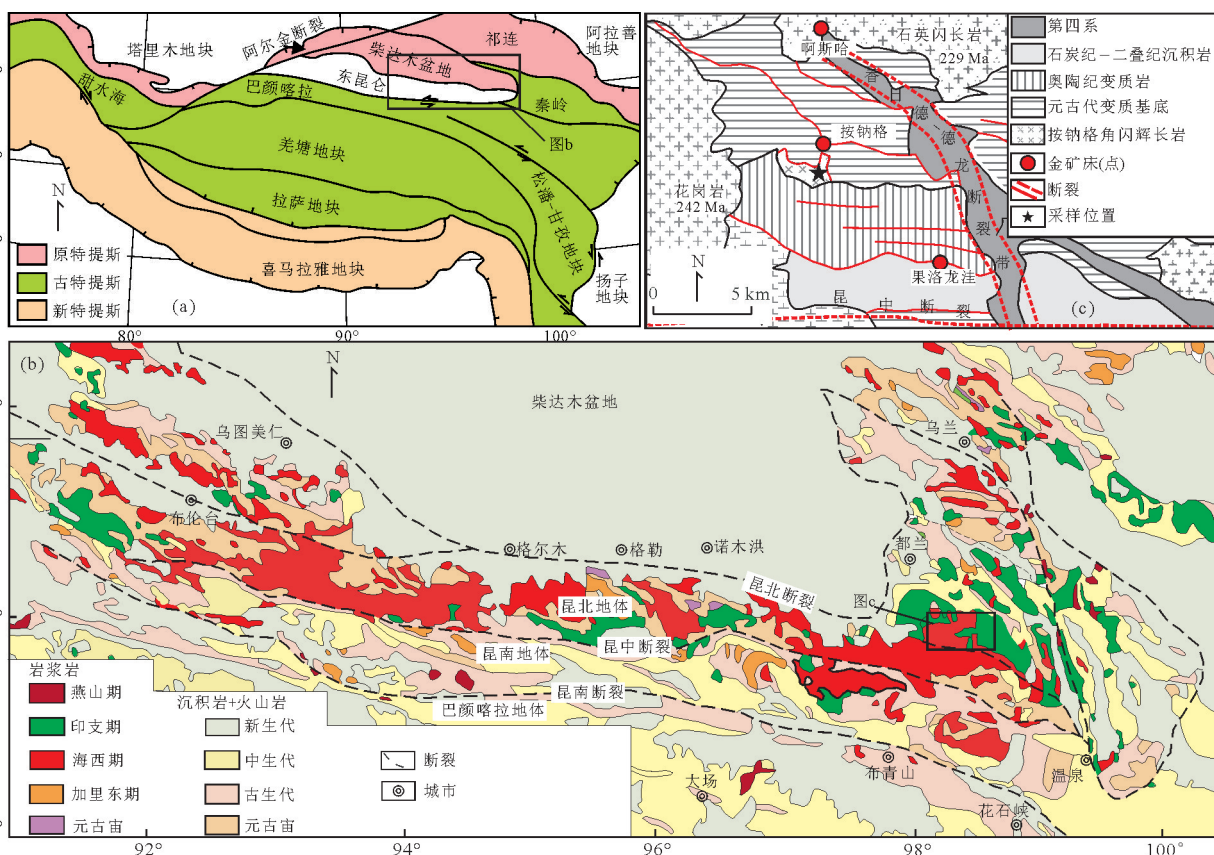 塔里木地块
阿尔金断裂
柴达木盆地
祁连
阿拉善
地块
甜水海
巴颜喀拉
东昆仑
秦岭
图b
羌塘地块
松潘-甘孜地块
拉萨地块
N
喜马拉雅地块
扬子
地块
原特提斯
古特提斯
新特提斯
(a)
80°
90°
100°
啊斯哈
石英闪长岩
229 Ma
香日德德龙断裂带
按钠格
花岗岩
242 Ma
果洛龙洼
N
0
5 km
昆中断裂
(c)
第四系
石炭纪-二叠纪沉积岩
奥陶纪变质岩
元古代变质基底
按钠格角闪辉长岩
金矿床(点)
断裂
采样位置
(b)
N
柴达木盆地
乌图美仁
乌兰
布伦台
格尔木
格勒
诺木洪
都兰
昆北断裂
图c
昆北地体
昆中断裂
昆南地体
昆南断裂
巴颜喀拉地体
大场
布青山
温泉
花石峡
岩浆岩
燕山期
印支期
海西期
加里东期
元古宙
沉积岩+火山岩
新生代
中生代
古生代
元古宙
断裂
城市
92°
94°
96°
98°
100°